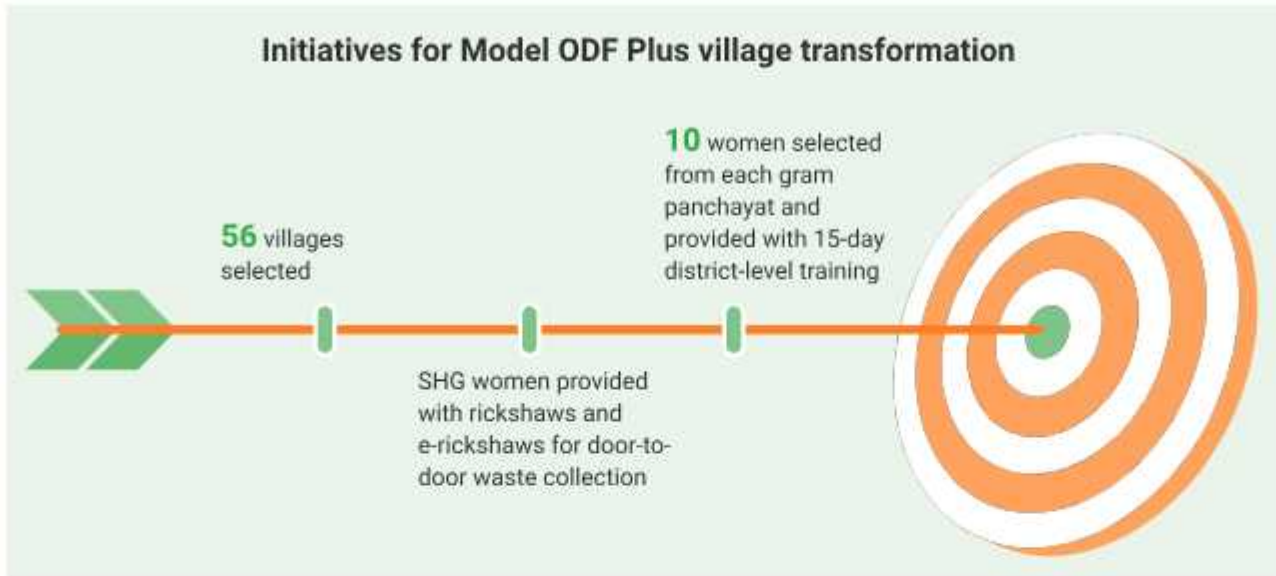 Initiatives for Model ODF Plus village transformation
56 villages
selected
SHG women provided
with rickshaws and
e-rickshaws for door-to-
door waste collection
10 women selected
from each gram
panchayat and
provided with 15-day
district-level training